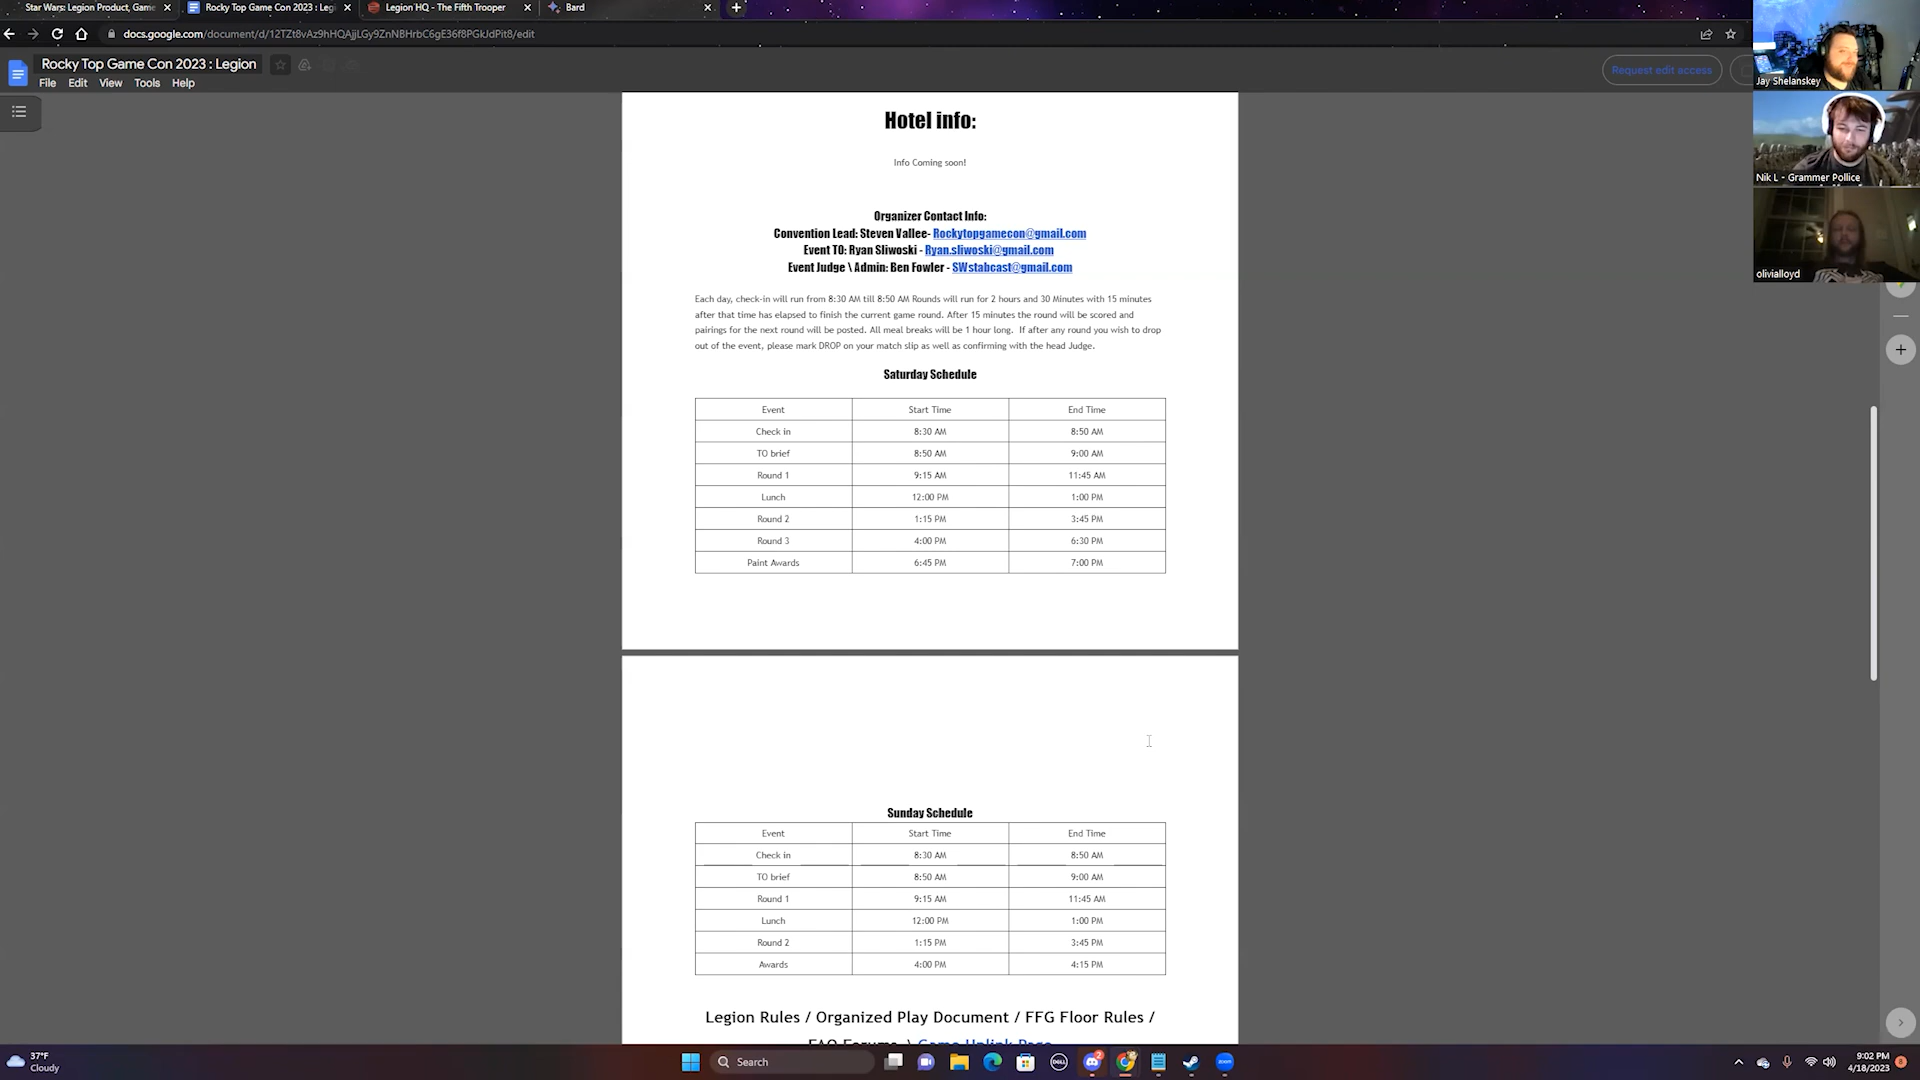 Star Wars: Legion Product, Game
Rocky Top Game Con 2023 : Legi
Legion HQ - The Fifth Trooper
Bard
docs.google.com/document/d/12TZt8vAz9hHQAjjLGy9ZnNBHrbC6gE36f8PGkJdPit8/edit
Rocky Top Game Con 2023 : Legion
File Edit View Tools Help
Request edit access
Jay Shelanskey
Nik L - Grammer Pollice
olivialloyd
Hotel info:
Info Coming soon!
Organizer Contact Info:
Convention Lead: Steven Vallee- Rockytopgamecon@gmail.com
Event TO: Ryan Sliwoski - Ryan.sliwoski@gmail.com
Event Judge \ Admin: Ben Fowler - SWstabcast@gmail.com
Each day, check-in will run from 8:30 AM till 8:50 AM Rounds will run for 2 hours and 30 Minutes with 15 minutes
after that time has elapsed to finish the current game round. After 15 minutes the round will be scored and
pairings for the next round will be posted. All meal breaks will be 1 hour long. If after any round you wish to drop
out of the event, please mark DROP on your match slip as well as confirming with the head Judge.
Saturday Schedule
Event Start Time End Time
Check in 8:30 AM 8:50 AM
TO brief 8:50 AM 9:00 AM
Round 1 9:15 AM 11:45 AM
Lunch 12:00 PM 1:00 PM
Round 2 1:15 PM 3:45 PM
Round 3 4:00 PM 6:30 PM
Paint Awards 6:45 PM 7:00 PM
Sunday Schedule
Event Start Time End Time
Check in 8:30 AM 8:50 AM
TO brief 8:50 AM 9:00 AM
Round 1 9:15 AM 11:45 AM
Lunch 12:00 PM 1:00 PM
Round 2 1:15 PM 3:45 PM
Awards 4:00 PM 4:15 PM
Legion Rules / Organized Play Document / FFG Floor Rules /
FAQ Forums \ Game Uplink Page
37°F
Cloudy
Search
DELL
zoom
9:02 PM
4/18/2023